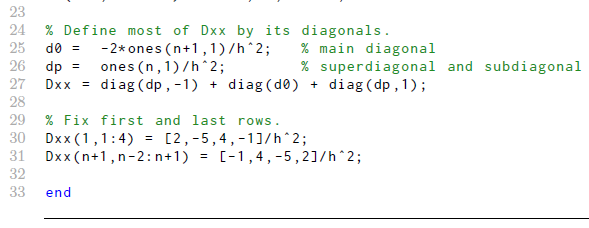 23
24 % Define most of Dxx by its diagonals.
25 d0 = -2*ones(n+1,1)/h^2; % main diagonal
26 dp = ones(n,1)/h^2; % superdiagonal and subdiagonal
27 Dxx = diag(dp,-1) + diag(d0) + diag(dp,1);
28
29 % Fix first and last rows.
30 Dxx(1,1:4) = [2,-5,4,-1]/h^2;
31 Dxx(n+1,n-2:n+1) = [-1,4,-5,2]/h^2;
32
33 end